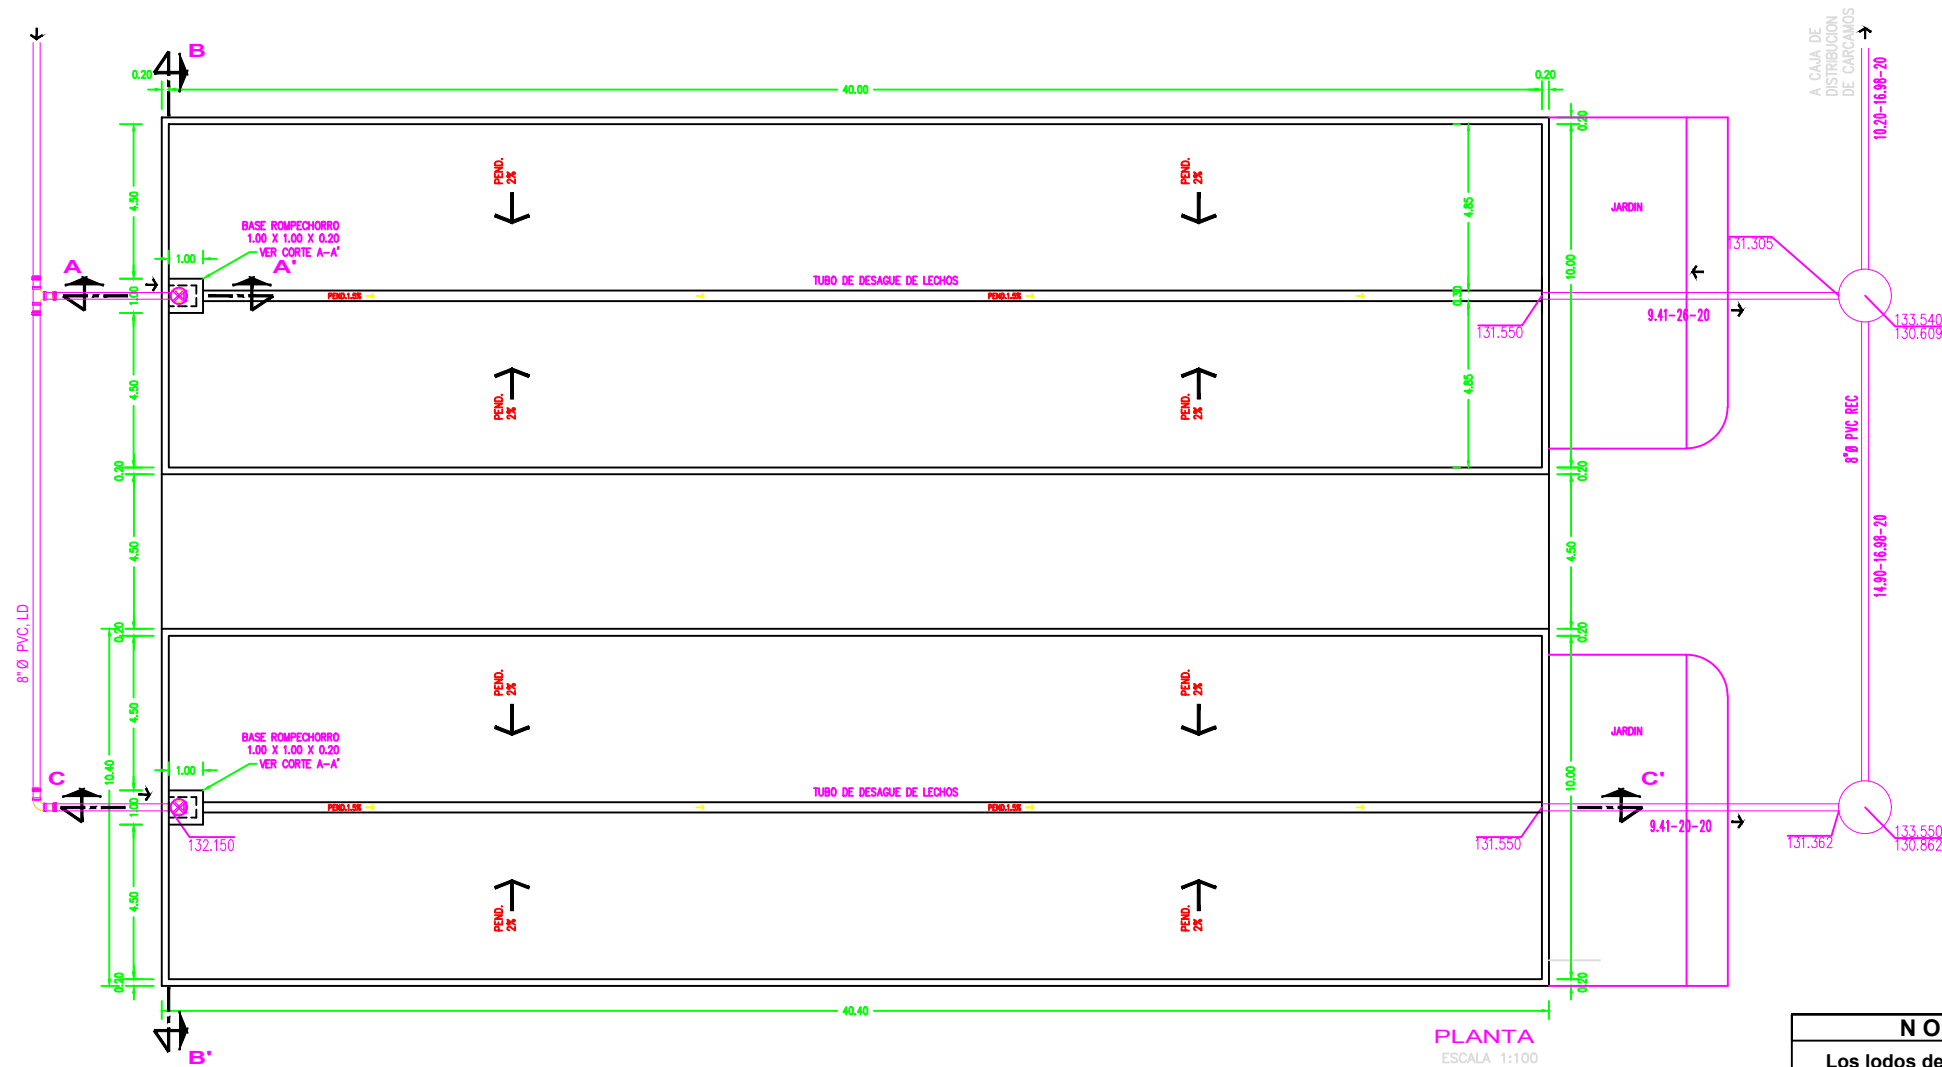 B
0.20
40.00
0.20
A CAJA DE
DISTRIBUCION
DE CARCAMOS
10.20-16.98-20
0.20
4.50
PEND.
2%
PEND.
2%
4.85
10.00
JARDIN
BASE ROMPECHORRO
1.00 X 1.00 X 0.20
VER CORTE A-A'
1.00
A
A'
131.305
TUBO DE DESAGUE DE LECHOS
1.00
PEND.1.5%
PEND.1.5%
0.30
131.550
9.41-26-20
133.540
130.609
4.50
PEND.
2%
PEND.
2%
4.85
8"Ø PVC REC
0.20
0.20
4.50
4.50
14.90-16.98-20
8"Ø PVC, LD
0.20
0.20
4.50
PEND.
2%
PEND.
2%
JARDIN
BASE ROMPECHORRO
1.00 X 1.00 X 0.20
VER CORTE A-A'
10.40
1.00
10.00
C
C'
TUBO DE DESAGUE DE LECHOS
1.00
PEND.1.5%
PEND.1.5%
9.41-20-20
132.150
131.550
131.362
133.550
130.862
4.50
PEND.
2%
PEND.
2%
0.20
0.20
40.40
B'
PLANTA
ESCALA 1:100
N O
Los lodos de